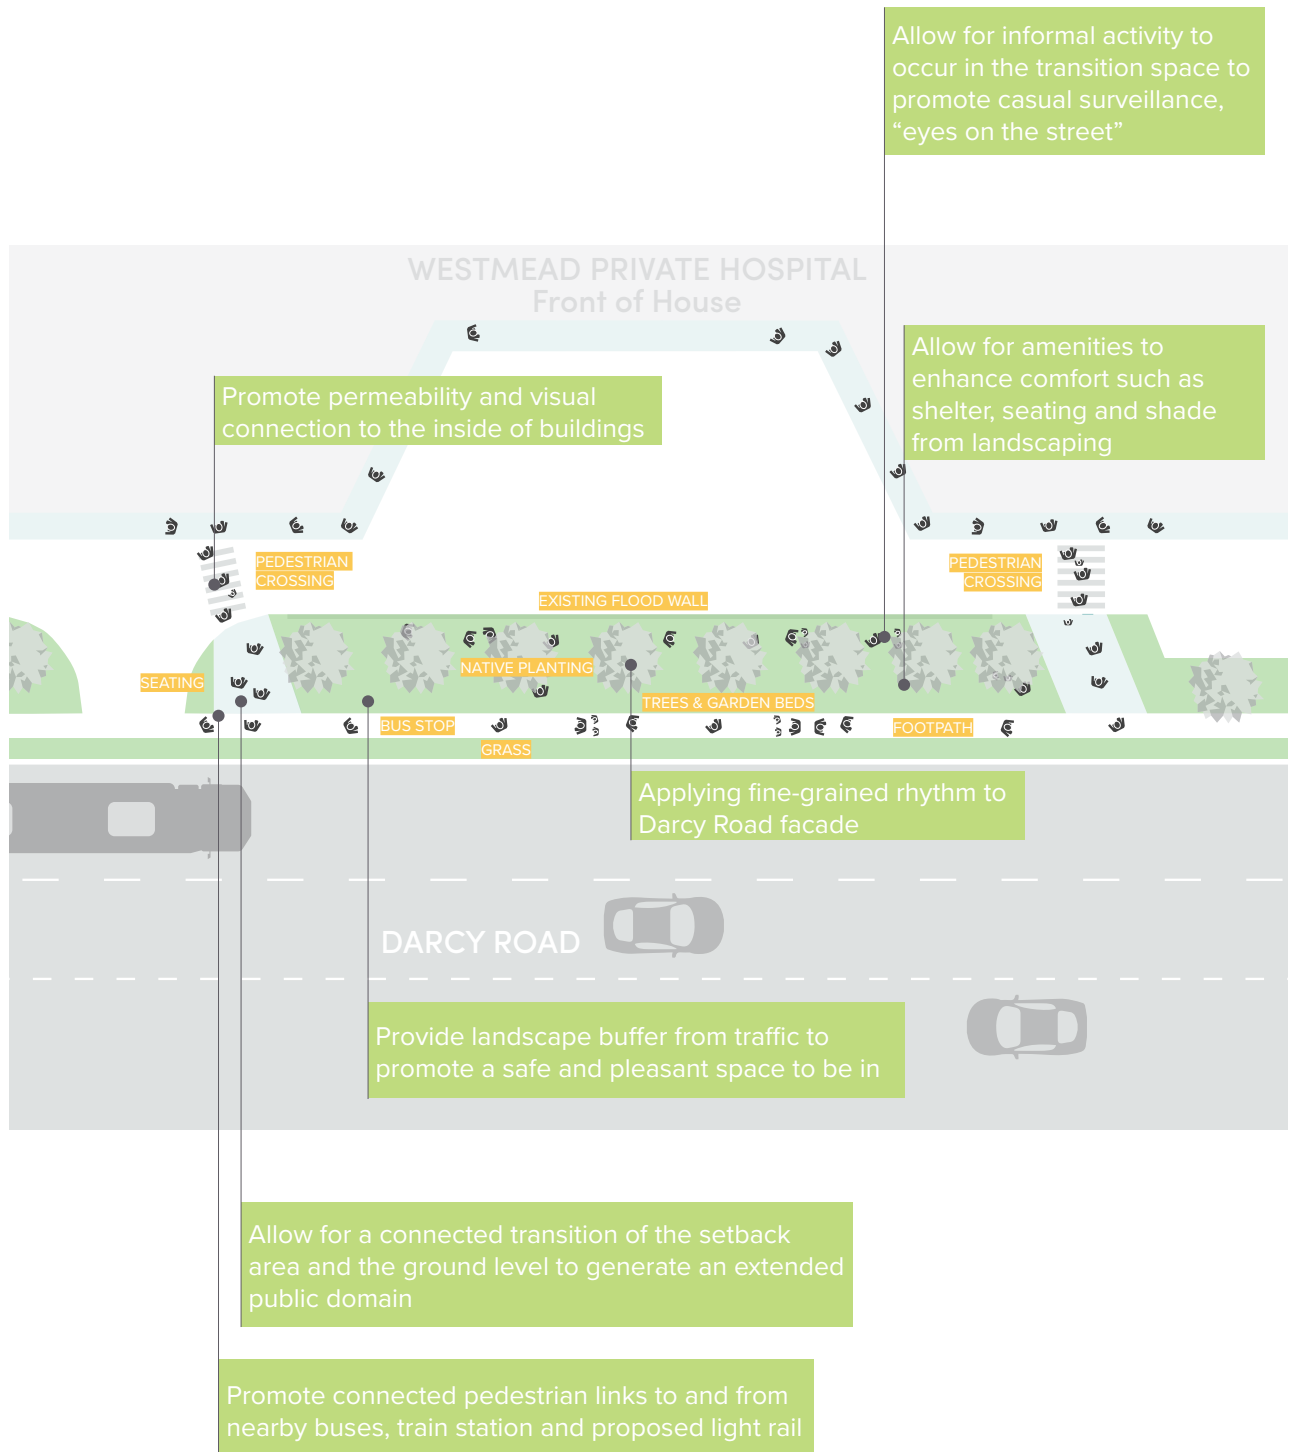 Allow for informal activity to
occur in the transition space to
promote casual surveillance,
“eyes on the street”
WESTMEAD PRIVATE HOSPITAL
Front of House
Allow for amenities to
enhance comfort such as
shelter, seating and shade
from landscaping
Promote permeability and visual
connection to the inside of buildings
PEDESTRIAN
CROSSING
PEDESTRIAN
CROSSING
EXISTING FLOOD WALL
NATIVE PLANTING
SEATING
TREES & GARDEN BEDS
BUS STOP
FOOTPATH
GRASS
Applying fine-grained rhythm to
Darcy Road facade
DARCY ROAD
Provide landscape buffer from traffic to
promote a safe and pleasant space to be in
Allow for a connected transition of the setback
area and the ground level to generate an extended
public domain
Promote connected pedestrian links to and from
nearby buses, train station and proposed light rail